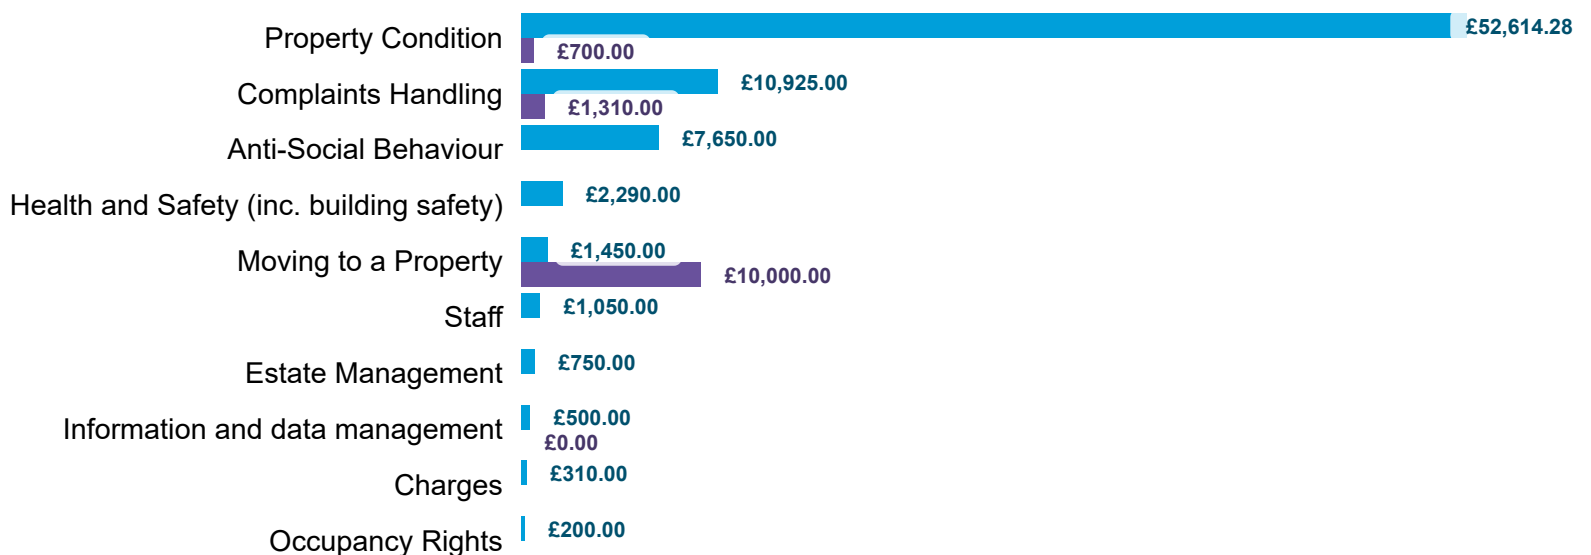 Property Condition
£52,614.28
£700.00
Complaints Handling
£10,925.00
£1,310.00
Anti-Social Behaviour
£7,650.00
Health and Safety (inc. building safety)
£2,290.00
Moving to a Property
£1,450.00
£10,000.00
Staff
£1,050.00
Estate Management
£750.00
Information and data management
£500.00
£0.00
Charges
£310.00
Occupancy Rights
£200.00